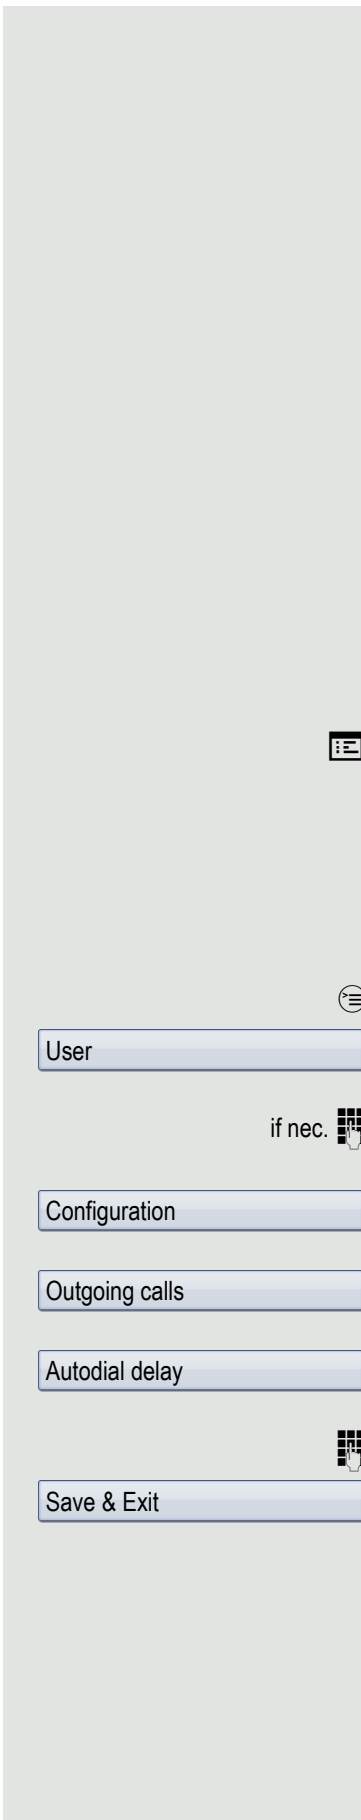 User
if nec.
Configuration
Outgoing calls
Autodial delay
Save & Exit